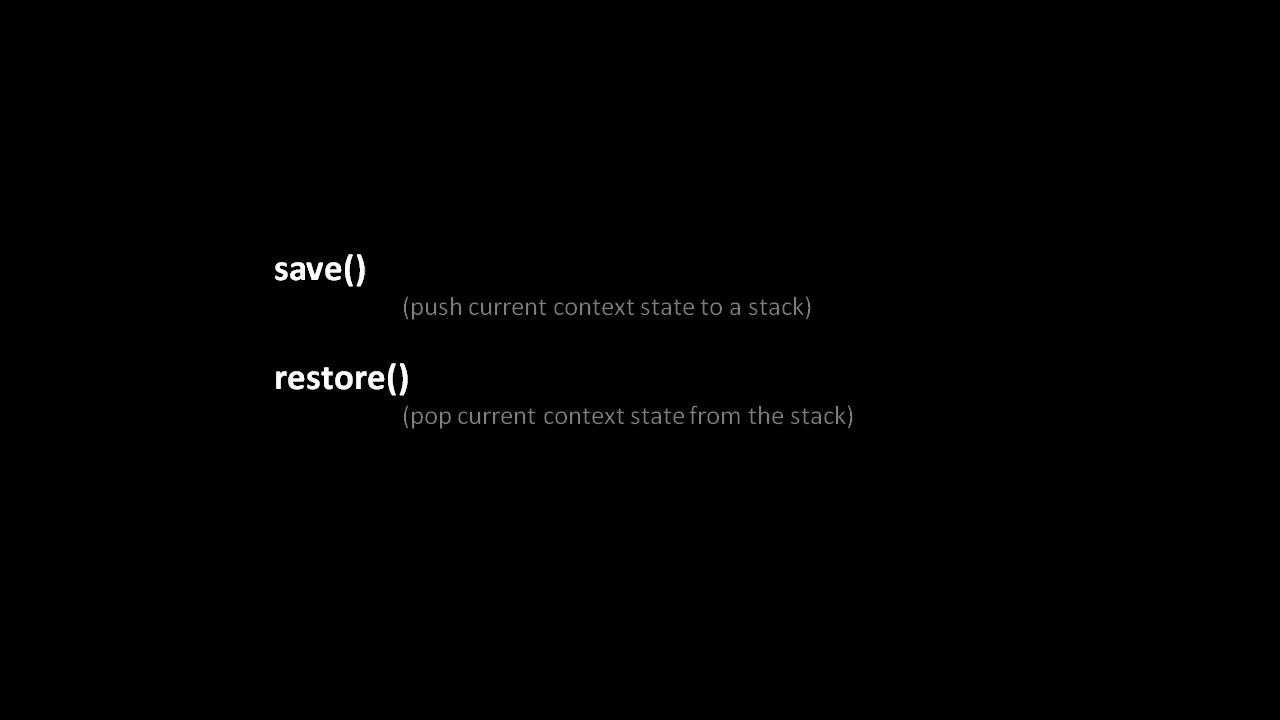 save()
(push current context state to a stack)
restore()
(pop current context state from the stack)